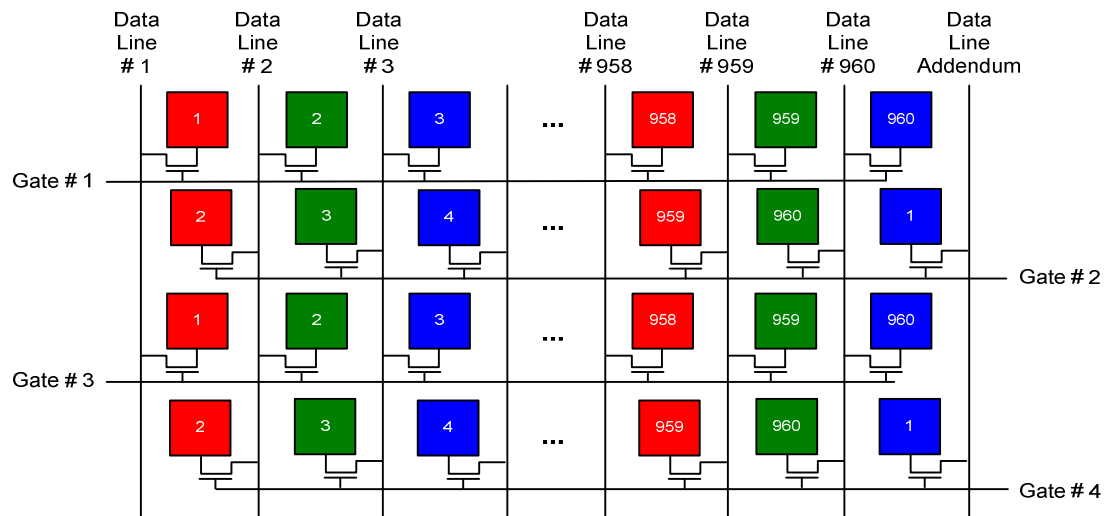 Data Line # 1
Data Line # 2
Data Line # 3
Data Line # 958
Data Line # 959
Data Line # 960
Data Line Addendum
1 2 3 ... 958 959 960
Gate # 1
2 3 4 ... 959 960 1
Gate # 2
1 2 3 ... 958 959 960
Gate # 3
2 3 4 ... 959 960 1
Gate # 4